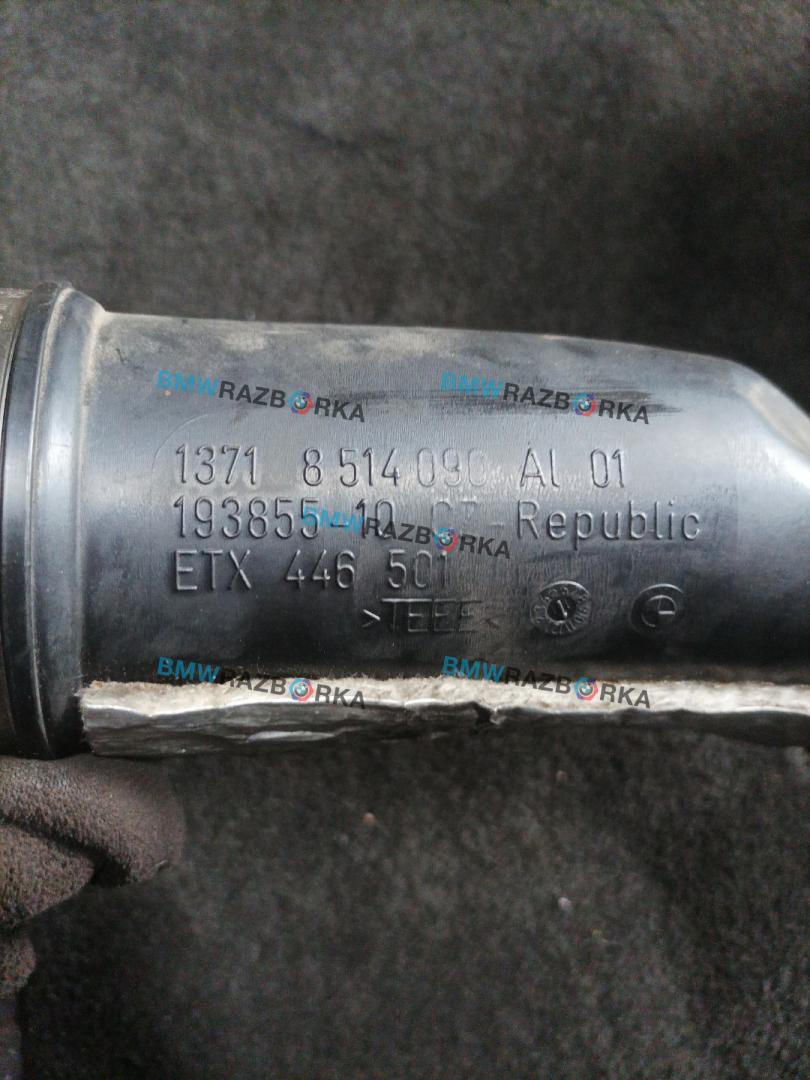 BMWRAZBORKA BMWRAZBORKA
1371 8 514 090 AI 01
193855-10 CZ-Republic
BMWRAZBORKA
ETX 446 501
>TEEE<
BMWRAZBORKA BMWRAZBORKA